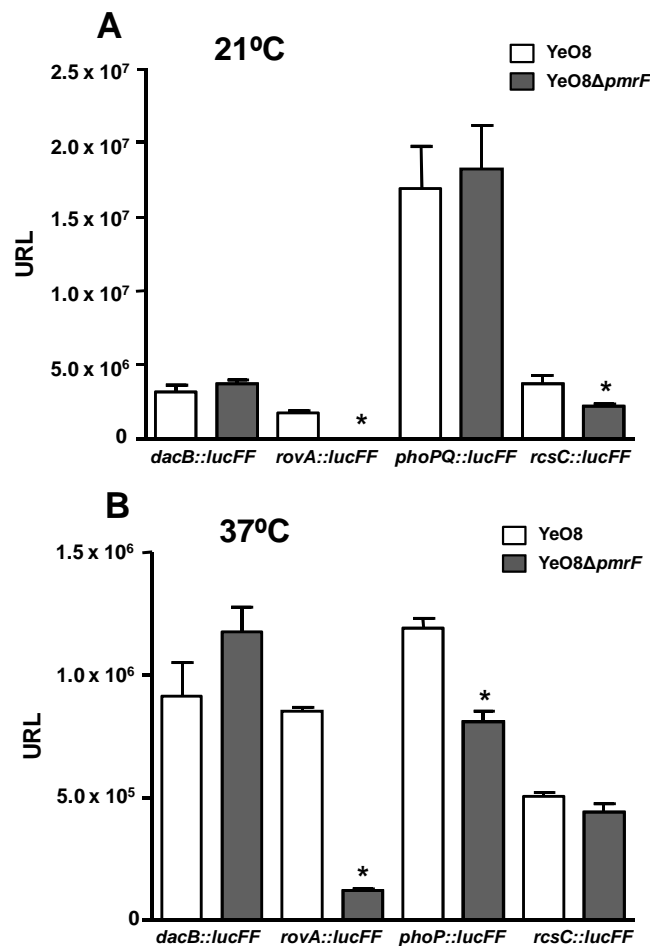 A
21ºC
YeO8
YeO8ΔpmrF
2.5 x 10⁷
2.0 x 10⁷
1.5 x 10⁷
1.0 x 10⁷
5.0 x 10⁶
0
URL
*
*
dacB::lucFF rovA::lucFF phoPQ::lucFF rcsC::lucFF
B
37ºC
YeO8
YeO8ΔpmrF
1.5 x 10⁶
1.0 x 10⁶
5.0 x 10⁵
0
URL
*
*
dacB::lucFF rovA::lucFF phoP::lucFF rcsC::lucFF